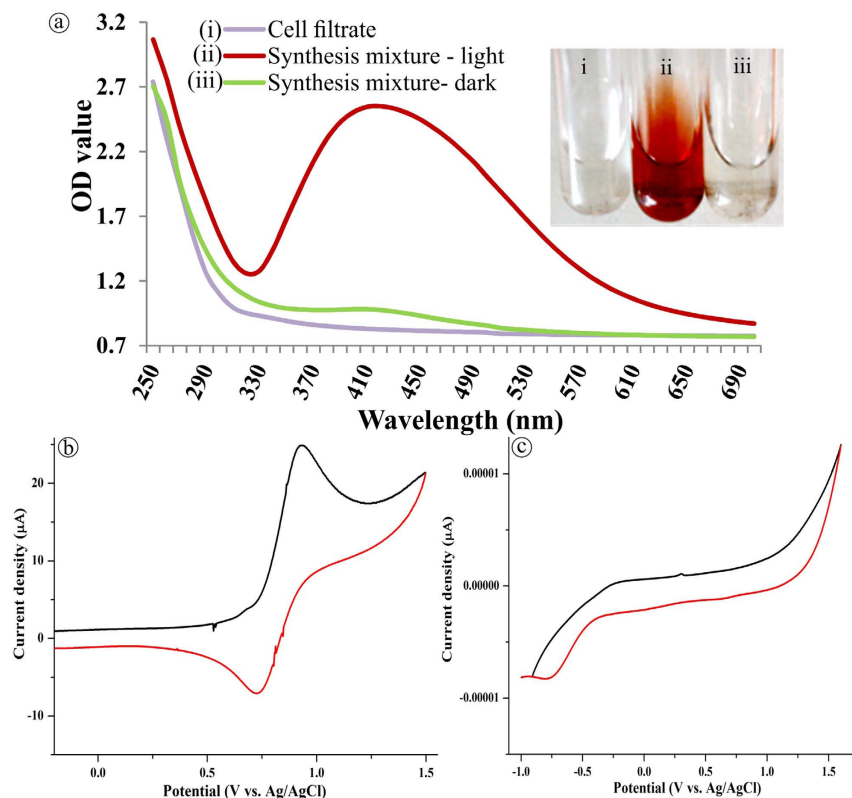 ⓐ
(i) Cell filtrate
(ii) Synthesis mixture - light
(iii) Synthesis mixture- dark
i ii iii
OD value
3.2
2.7
2.2
1.7
1.2
0.7
250 290 330 370 410 450 490 530 570 610 650 690
Wavelength (nm)
ⓑ
Current density (μA)
20
10
0
-10
0.0 0.5 1.0 1.5
Potential (V vs. Ag/AgCl)
ⓒ
Current density (μA)
0.00001
0.00000
-0.00001
-1.0 -0.5 0.0 0.5 1.0 1.5
Potential (V vs. Ag/AgCl)